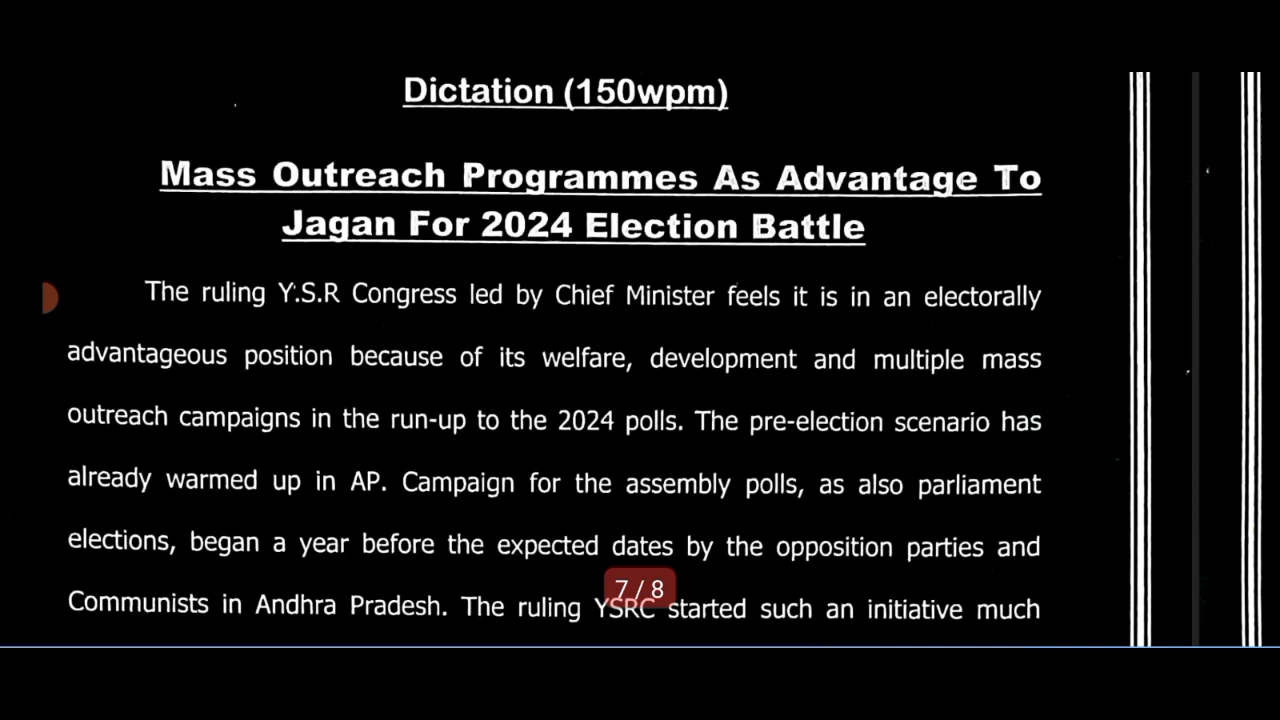 Dictation (150wpm)
Mass Outreach Programmes As Advantage To
Jagan For 2024 Election Battle
The ruling Y.S.R Congress led by Chief Minister feels it is in an electorally
advantageous position because of its welfare, development and multiple mass
outreach campaigns in the run-up to the 2024 polls. The pre-election scenario has
already warmed up in AP. Campaign for the assembly polls, as also parliament
elections, began a year before the expected dates by the opposition parties and
7 / 8
Communists in Andhra Pradesh. The ruling YSRC started such an initiative much